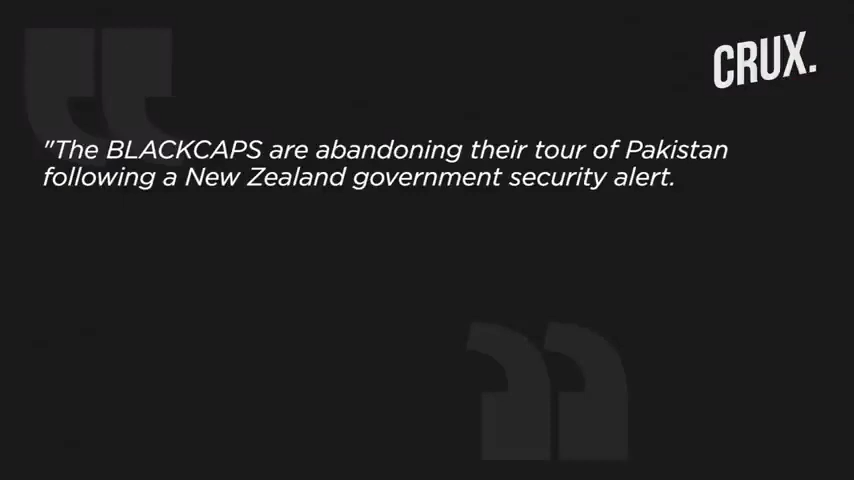 CRUX.
"The BLACKCAPS are abandoning their tour of Pakistan
following a New Zealand government security alert.